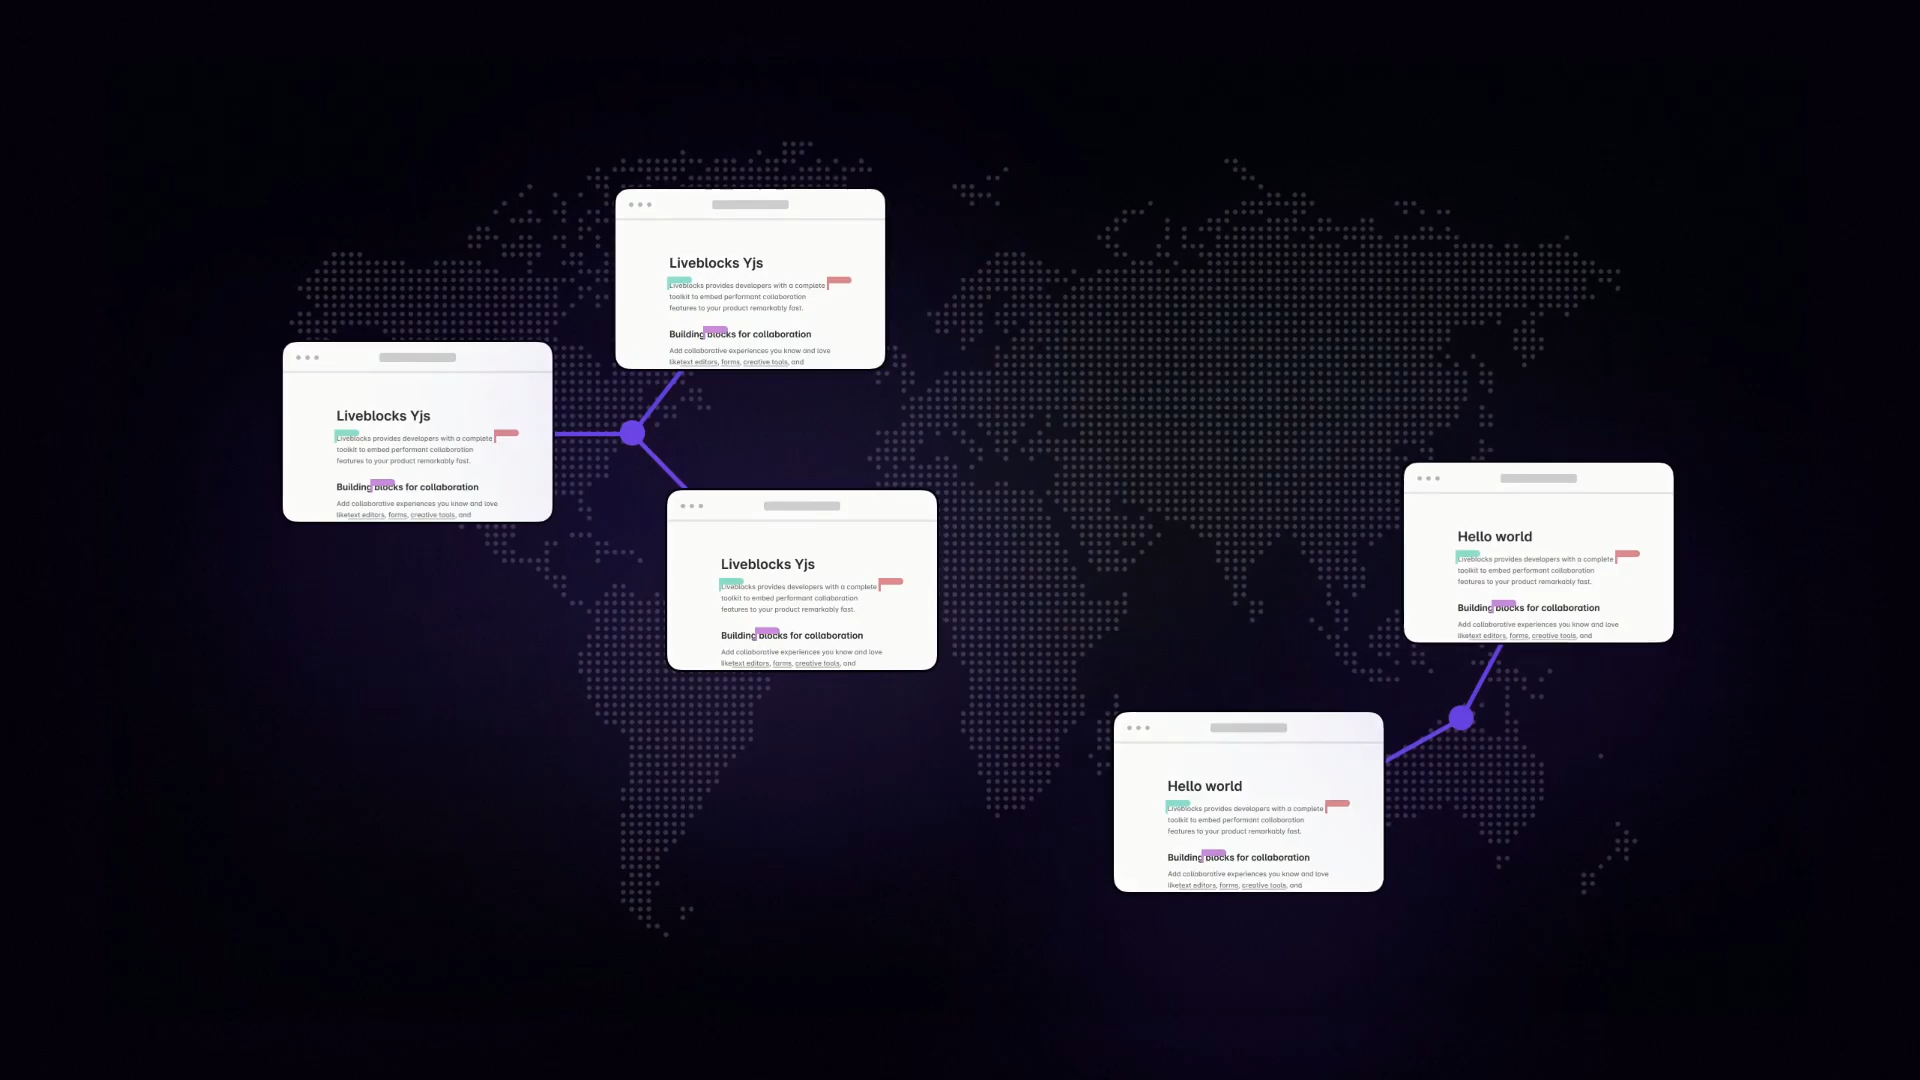 Liveblocks Yjs
Liveblocks provides developers with a complete
toolkit to embed performant collaboration
features to your product remarkably fast.
Building blocks for collaboration
Add collaborative experiences you know and love
liketext editors, forms, creative tools, and
Liveblocks Yjs
Liveblocks provides developers with a complete
toolkit to embed performant collaboration
features to your product remarkably fast.
Building blocks for collaboration
Add collaborative experiences you know and love
liketext editors, forms, creative tools, and
Liveblocks Yjs
Liveblocks provides developers with a complete
toolkit to embed performant collaboration
features to your product remarkably fast.
Building blocks for collaboration
Add collaborative experiences you know and love
liketext editors, forms, creative tools, and
Hello world
Liveblocks provides developers with a complete
toolkit to embed performant collaboration
features to your product remarkably fast.
Building blocks for collaboration
Add collaborative experiences you know and love
liketext editors, forms, creative tools, and
Hello world
Liveblocks provides developers with a complete
toolkit to embed performant collaboration
features to your product remarkably fast.
Building blocks for collaboration
Add collaborative experiences you know and love
liketext editors, forms, creative tools, and